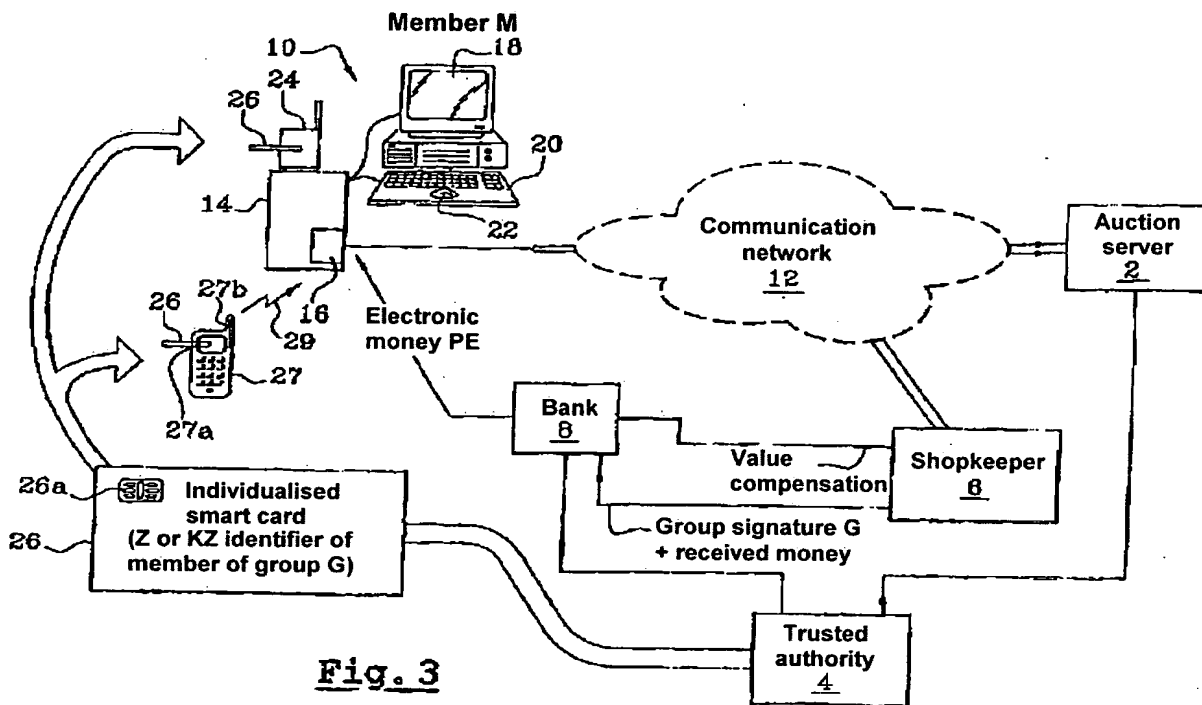 Member M
10
18
24
26
14
20
22
16
Communication
network
12
Auction
server
2
26
27b
29
27
27a
Electronic
money PE
Bank
8
Value
compensation
Shopkeeper
6
Group signature G
+ received money
26a
26
Individualised
smart card
(Z or KZ identifier of
member of group G)
Trusted
authority
4
Fig. 3